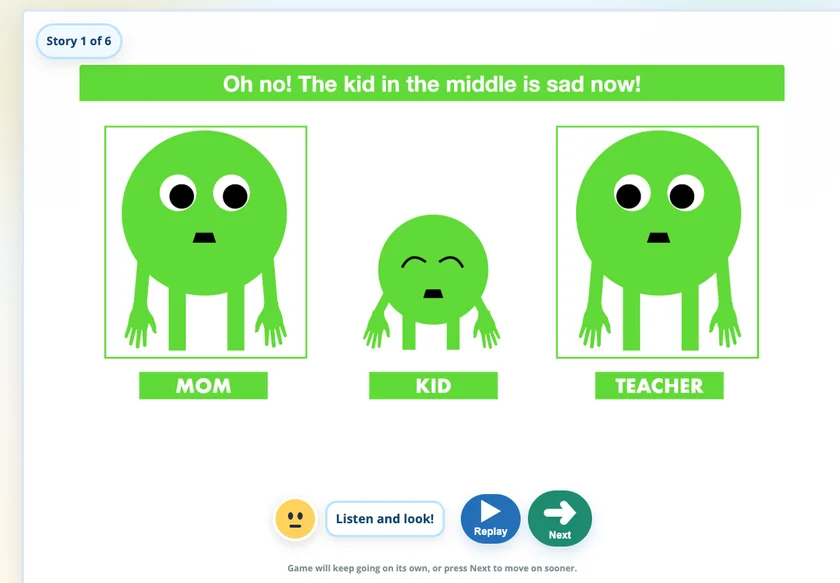 Story 1 of 6
Oh no! The kid in the middle is sad now!
MOM
KID
TEACHER
Listen and look!
Replay
Next
Game will keep going on its own, or press Next to move on sooner.